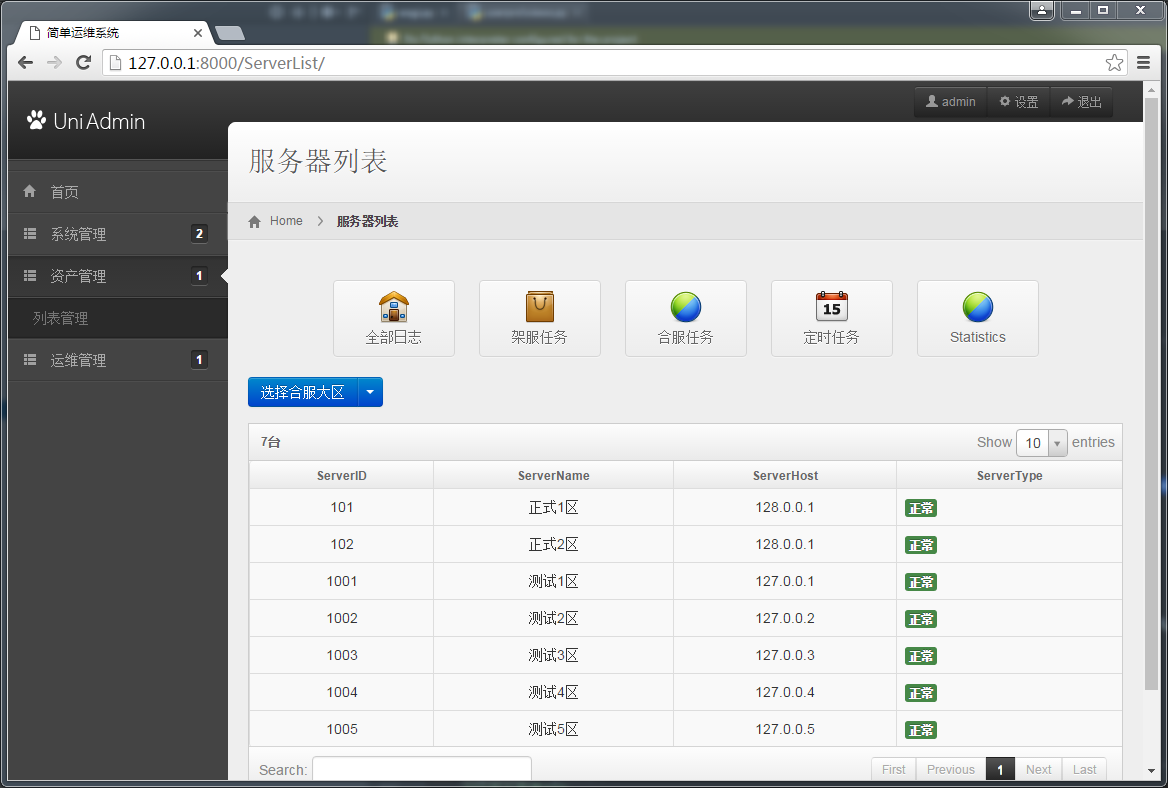 简单运维系统
127.0.0.1:8000/ServerList/
admin 设置 退出
UniAdmin
服务器列表
首页
Home 服务器列表
系统管理 2
资产管理 1
列表管理
运维管理 1
15
全部日志 架服任务 合服任务 定时任务 Statistics
选择合服大区
7台 Show 10 entries
ServerID ServerName ServerHost ServerType
101 正式1区 128.0.0.1 正常
102 正式2区 128.0.0.1 正常
1001 测试1区 127.0.0.1 正常
1002 测试2区 127.0.0.2 正常
1003 测试3区 127.0.0.3 正常
1004 测试4区 127.0.0.4 正常
1005 测试5区 127.0.0.5 正常
Search: First Previous 1 Next Last